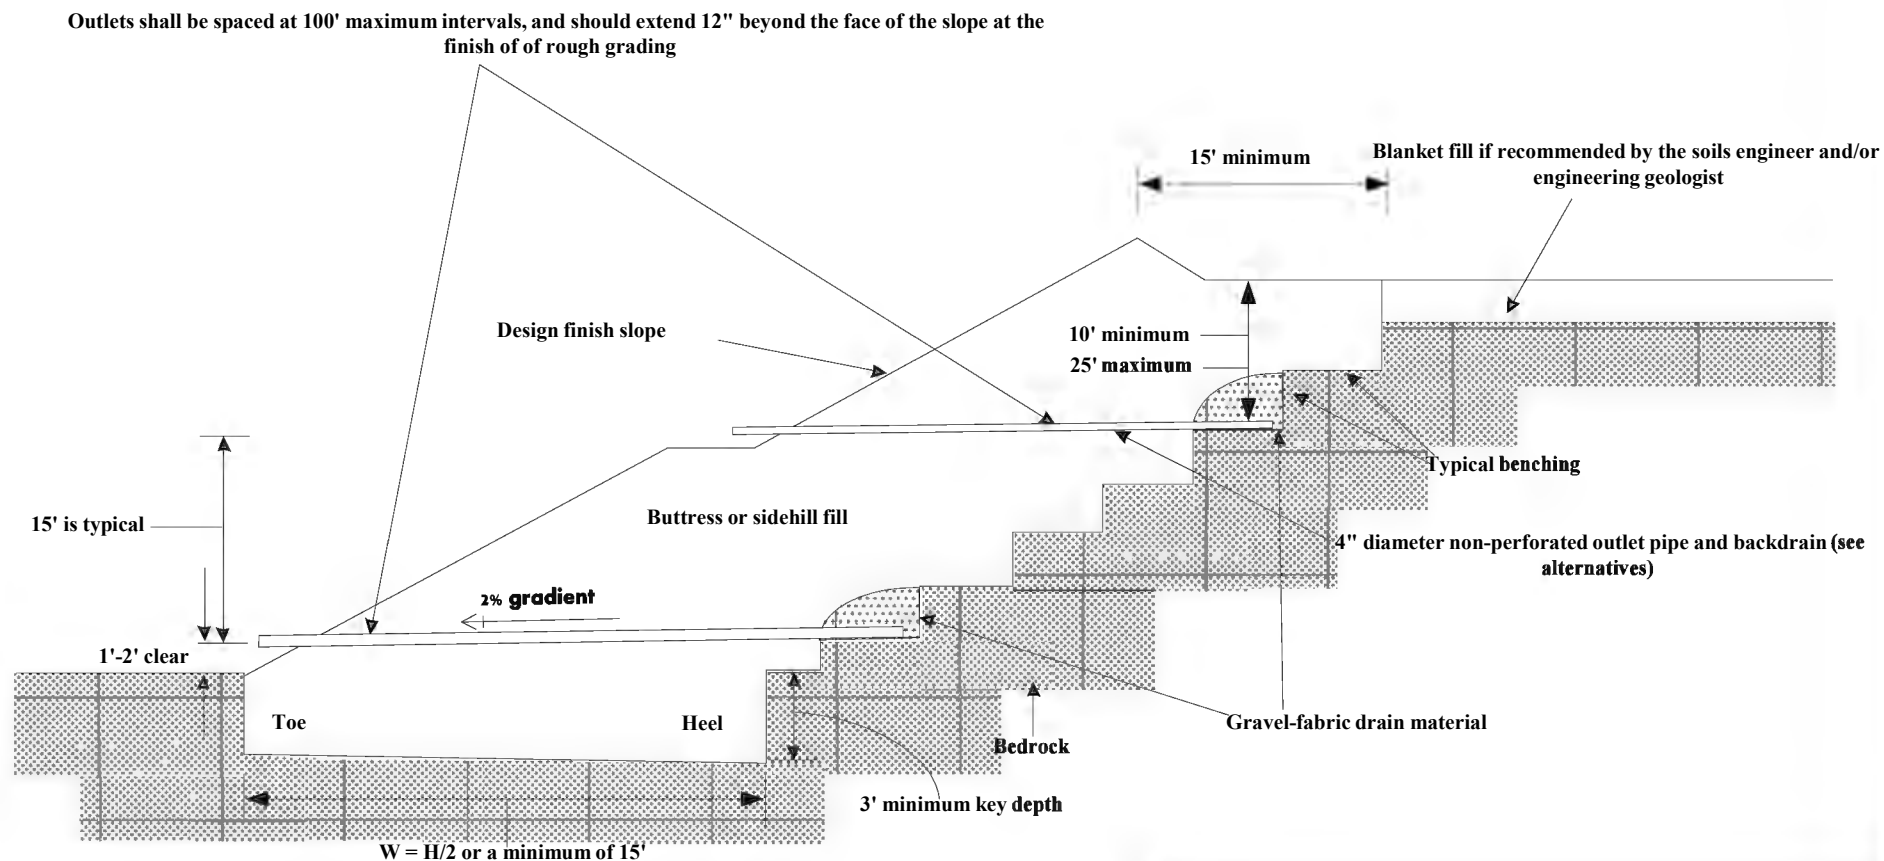 Outlets shall be spaced at 100' maximum intervals, and should extend 12" beyond the face of the slope at the
finish of of rough grading
15' minimum
Blanket fill if recommended by the soils engineer and/or
engineering geologist
Design finish slope
10' minimum
25' maximum
Typical benching
15' is typical
Buttress or sidehill fill
4" diameter non-perforated outlet pipe and backdrain (see
alternatives)
2% gradient
1'-2' clear
Toe
Heel
Gravel-fabric drain material
Bedrock
3' minimum key depth
W = H/2 or a minimum of 15'